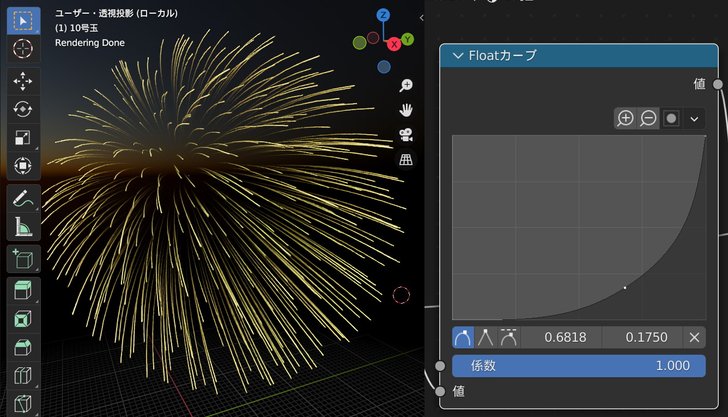 ユーザー・透視投影 (ローカル)
(1) 10号玉
Rendering Done
Z
Y
X
Floatカーブ
値
0.6818
0.1750
係数
1.000
値